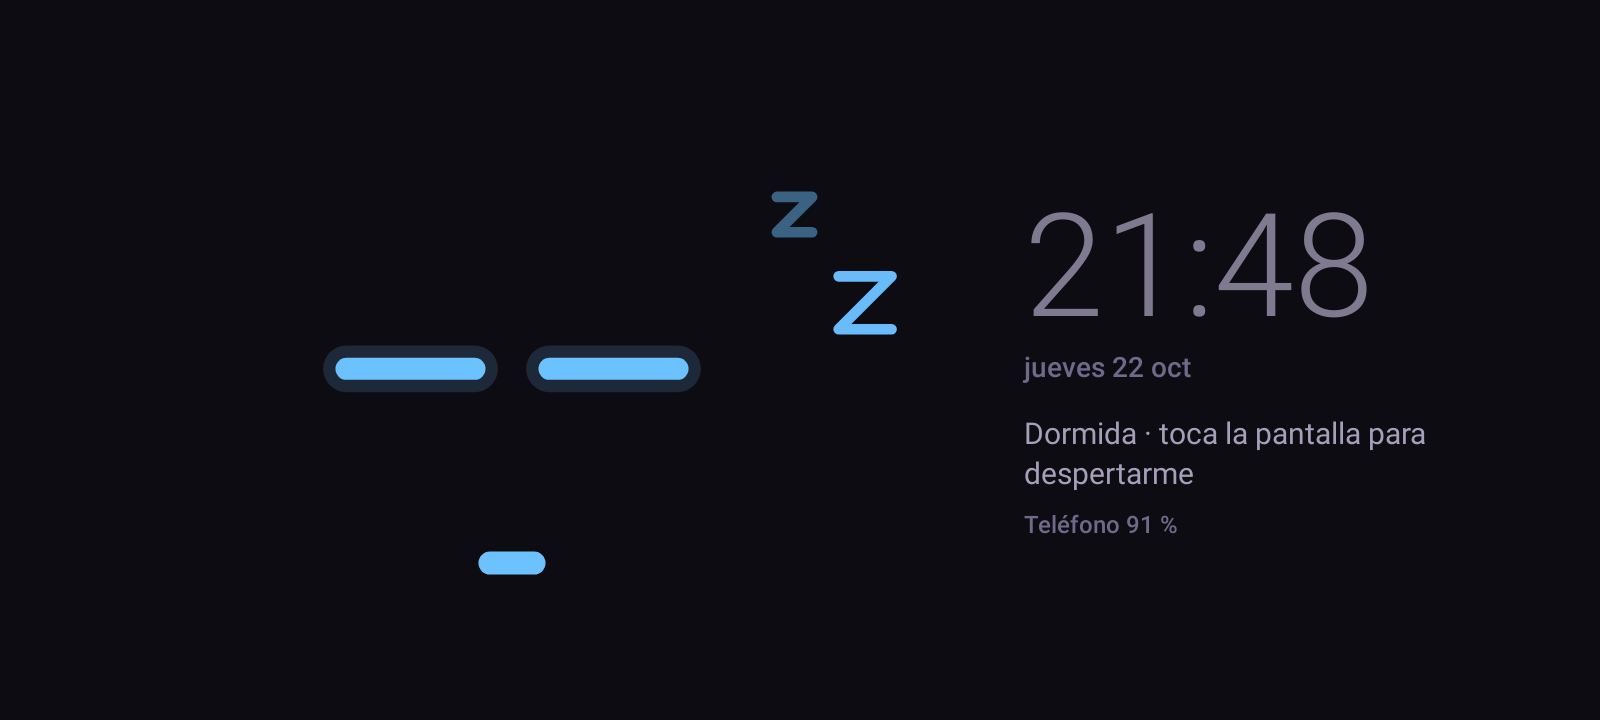 z
Z
21:48
jueves 22 oct
Dormida · toca la pantalla para
despertarme
Teléfono 91 %